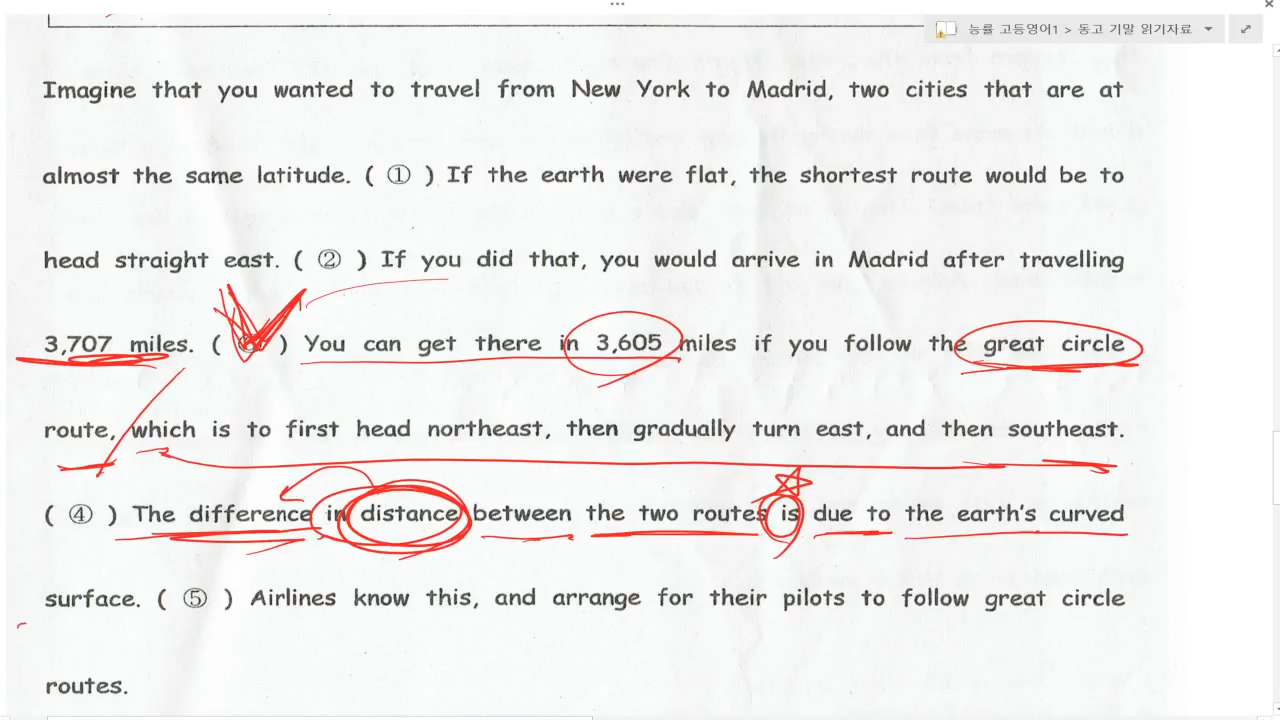 능률 고등영어1 > 동고 기말 읽기자료
Imagine that you wanted to travel from New York to Madrid, two cities that are at
almost the same latitude. ( ① ) If the earth were flat, the shortest route would be to
head straight east. ( ② ) If you did that, you would arrive in Madrid after travelling
3,707 miles. ( ) You can get there in 3,605 miles if you follow the great circle
route, which is to first head northeast, then gradually turn east, and then southeast.
( ④ ) The difference in distance between the two routes is due to the earth's curved
surface. ( ⑤ ) Airlines know this, and arrange for their pilots to follow great circle
routes.